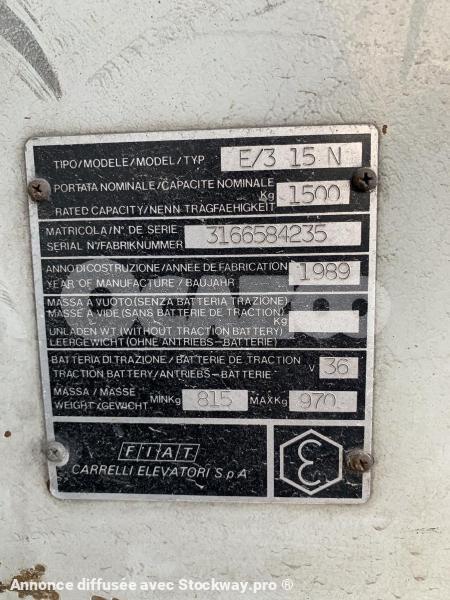 TIPO/MODELE/MODEL/TYP E/3 15 N
PORTATA NOMINALE/CAPACITE NOMINALE
Kg 1500
RATED CAPACITY/NENN-TRAGFAEHIGKEIT
MATRICOLA/N° DE SERIE
SERIAL N°/FABRIKNUMMER 3166584235
ANNO DI COSTRUZIONE/ANNEE DE FABRICATION
YEAR OF MANUFACTURE/BAUJAHR 1989
MASSA A VUOTO (SENZA BATTERIA TRAZIONE)
MASSE A VIDE (SANS BATTERIE DE TRACTION)
Kg
UNLADEN WT. (WITHOUT TRACTION BATTERY)
LEERGEWICHT (OHNE ANTRIEBS-BATTERIE)
BATTERIA DI TRAZIONE / BATTERIE DE TRACTION
TRACTION BATTERY/ANTRIEBS-BATTERIE V 36
MASSA / MASSE
WEIGHT/GEWICHT MIN Kg 815 MAX Kg 970
FIAT
CARRELLI ELEVATORI S.p.A
Annonce diffusée avec Stockway.pro ®